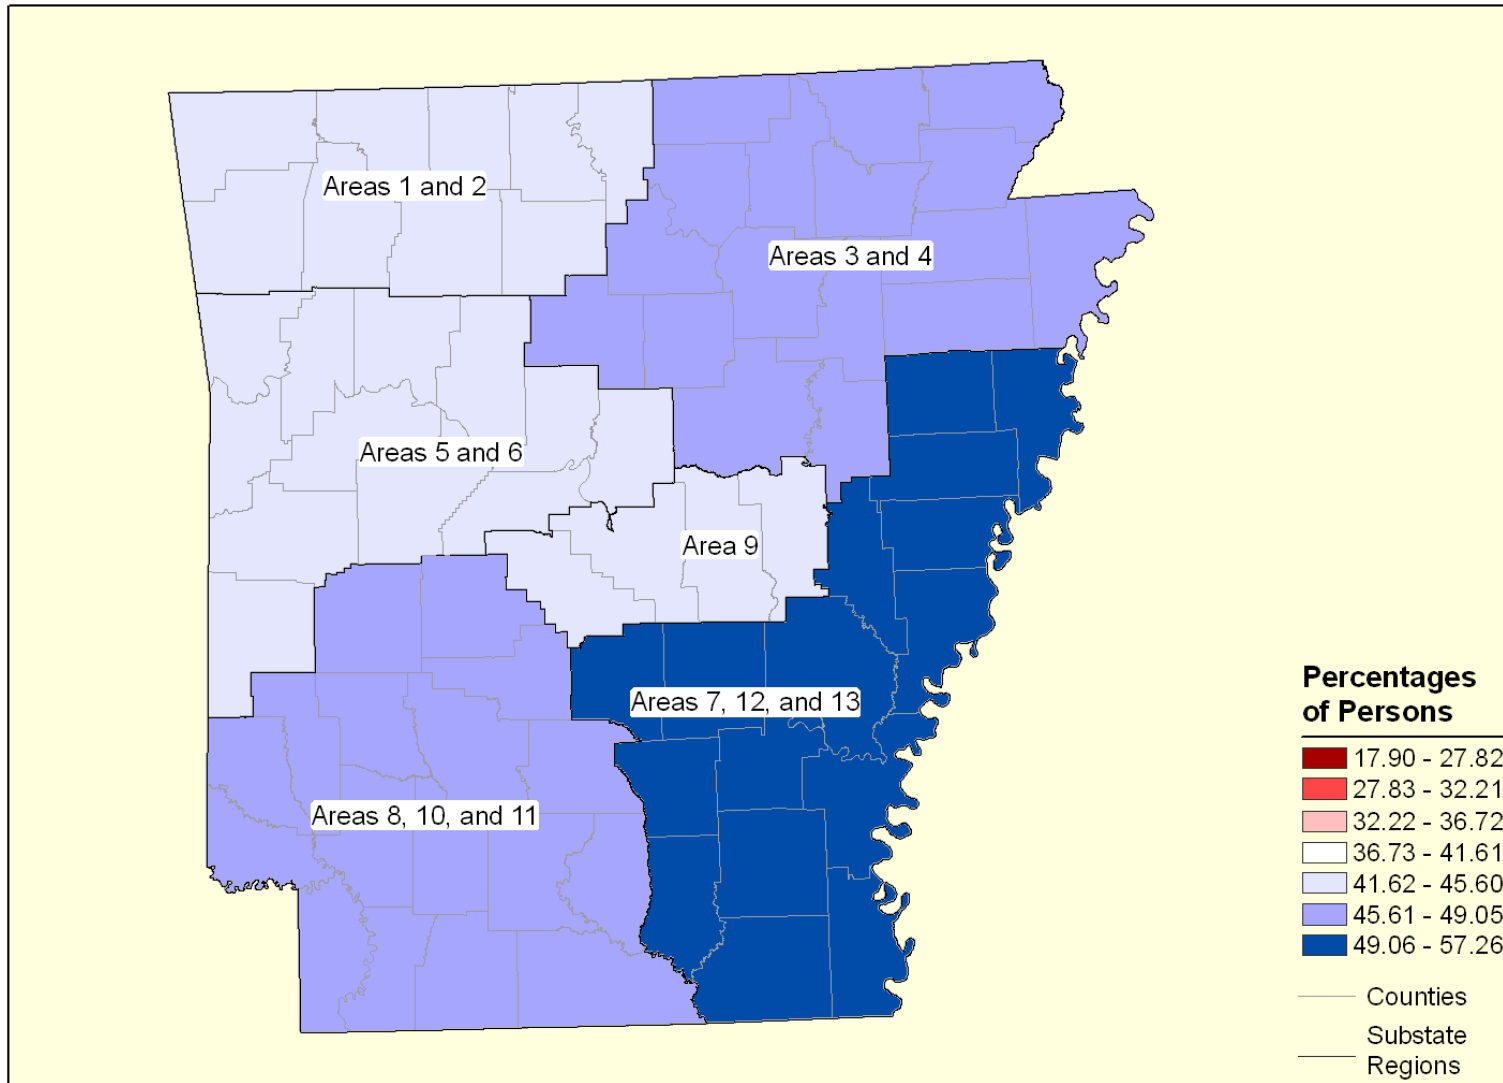 Areas 1 and 2
Areas 3 and 4
Areas 5 and 6
Area 9
Areas 7, 12, and 13
Areas 8, 10, and 11
Percentages
of Persons
17.90 - 27.82
27.83 - 32.21
32.22 - 36.72
36.73 - 41.61
41.62 - 45.60
45.61 - 49.05
49.06 - 57.26
Counties
Substate
Regions